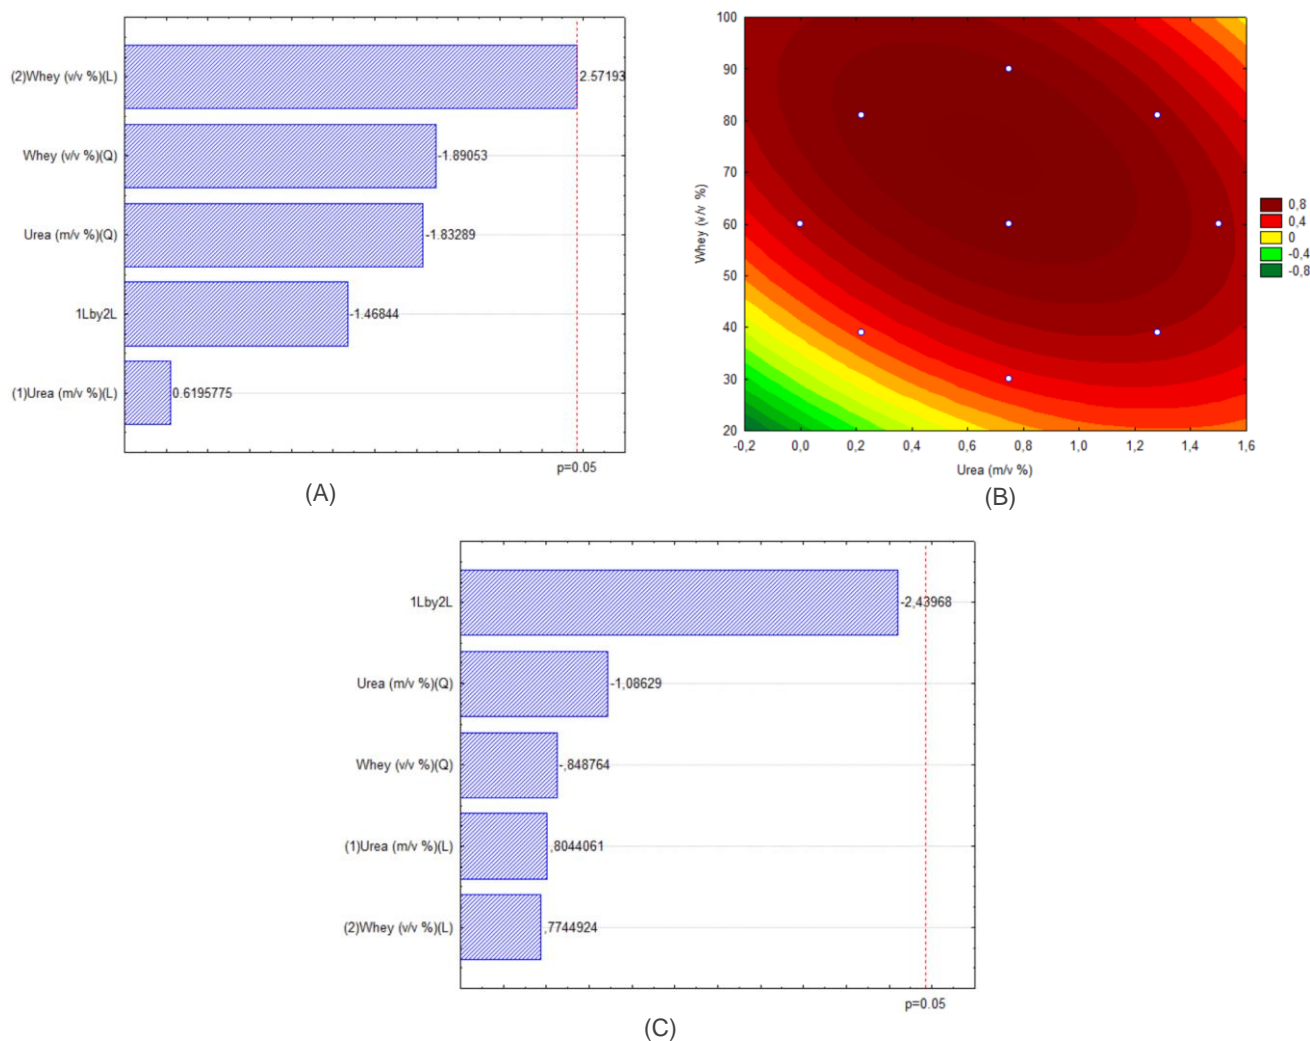 (2)Whey (v/v %)(L)
2.57193
Whey (v/v %)(Q)
-1.89053
Urea (m/v %)(Q)
-1.83289
1Lby2L
-1.46844
(1)Urea (m/v %)(L)
0.6195775
p=0.05
(A)
100
90
80
70
60
50
40
30
20
Whey (v/v %)
-0,2 0,0 0,2 0,4 0,6 0,8 1,0 1,2 1,4 1,6
Urea (m/v %)
0,8
0,4
0
-0,4
-0,8
(B)
1Lby2L
-2,43968
Urea (m/v %)(Q)
-1,08629
Whey (v/v %)(Q)
-,848764
(1)Urea (m/v %)(L)
,8044061
(2)Whey (v/v %)(L)
,7744924
p=0.05
(C)